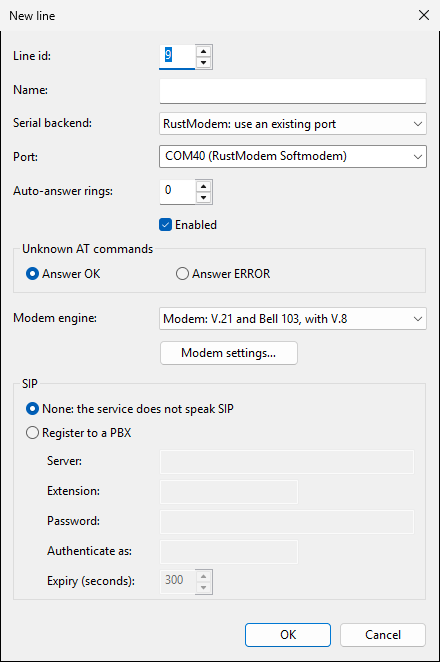 New line
Line id:
9
Name:
Serial backend:
RustModem: use an existing port
Port:
COM40 (RustModem Softmodem)
Auto-answer rings:
0
Enabled
Unknown AT commands
Answer OK
Answer ERROR
Modem engine:
Modem: V.21 and Bell 103, with V.8
Modem settings...
SIP
None: the service does not speak SIP
Register to a PBX
Server:
Extension:
Password:
Authenticate as:
Expiry (seconds):
300
OK
Cancel